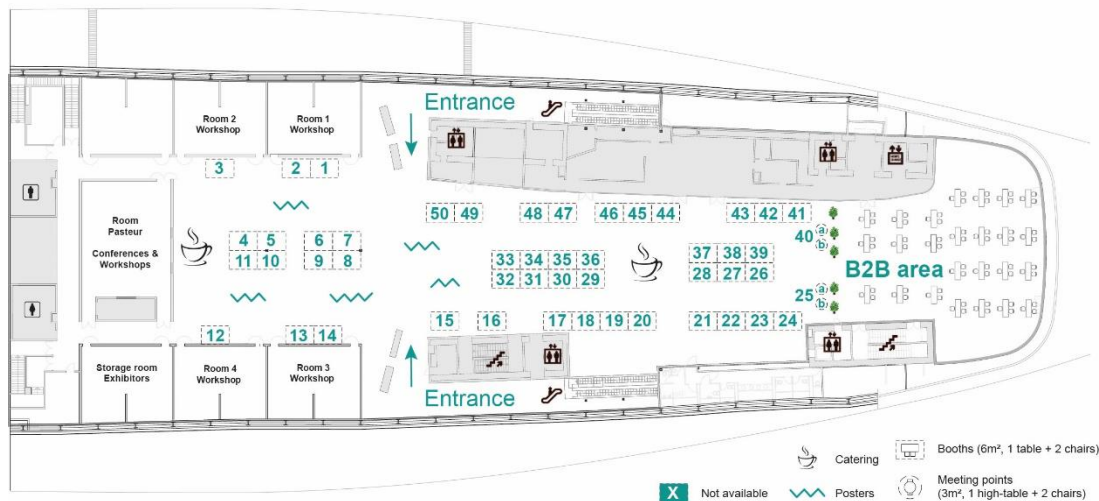 Entrance
Room 2
Workshop
Room 1
Workshop
3
2 1
50 49
48 47
46 45 44
43 42 41
Room
Pasteur
Conferences &
Workshops
4 5
11 10
6 7
9 8
33 34 35 36
32 31 30 29
37 38 39
28 27 26
40
a
b
B2B area
25
a
b
12
13 14
15
16
17 18 19 20
21 22 23 24
Storage room
Exhibitors
Room 4
Workshop
Room 3
Workshop
Entrance
Catering
Booths (6m², 1 table + 2 chairs)
X Not available
Posters
Meeting points
(3m², 1 high-table + 2 chairs)